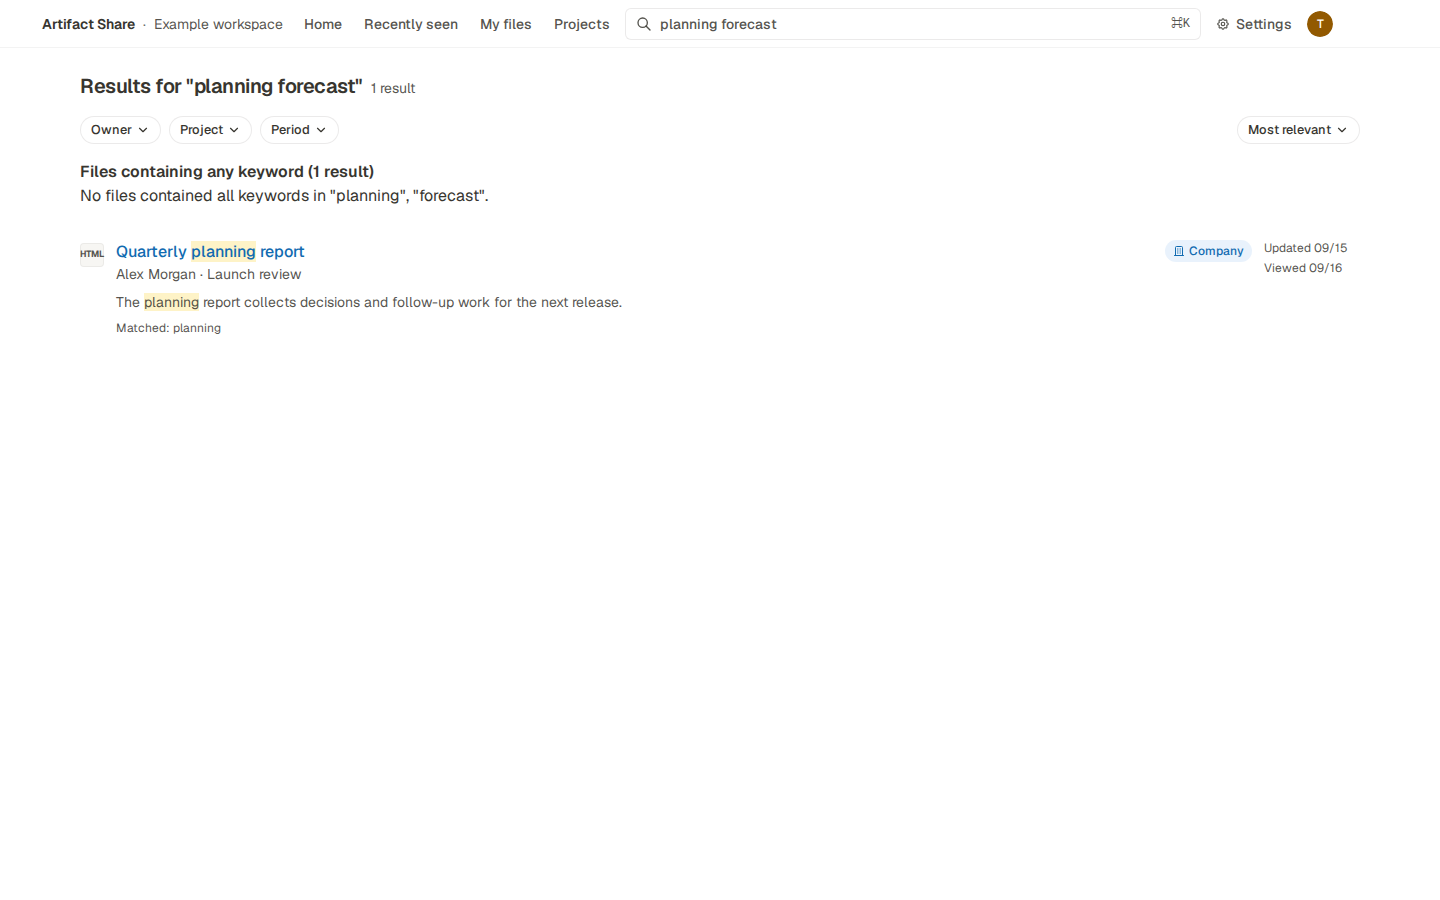 Artifact Share · Example workspace Home Recently seen My files Projects planning forecast ⌘K Settings T
Results for "planning forecast" 1 result
Owner Project Period Most relevant
Files containing any keyword (1 result)
No files contained all keywords in "planning", "forecast".
HTML Quarterly planning report Company Updated 09/15
Alex Morgan · Launch review Viewed 09/16
The planning report collects decisions and follow-up work for the next release.
Matched: planning